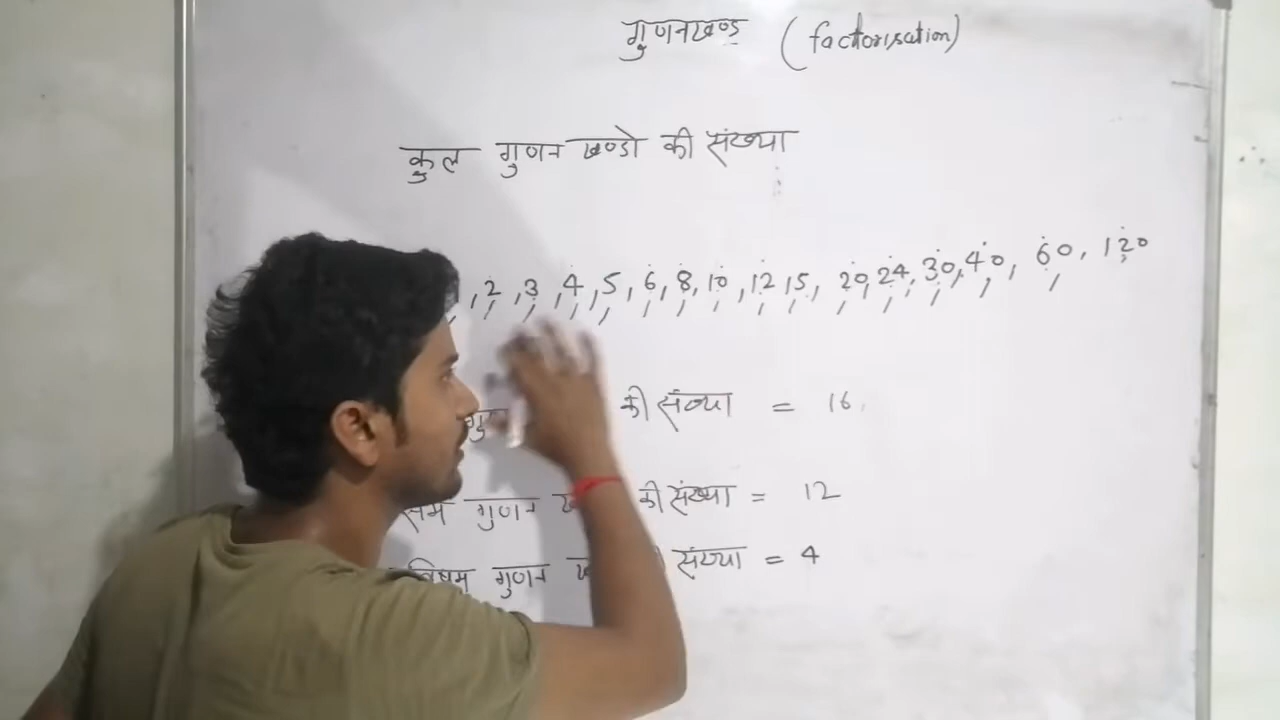 गुणनखण्ड (factorisation)
कुल गुणन खण्डो की संख्या
1, 2, 3, 4, 5, 6, 8, 10, 12, 15, 20, 24, 30, 40, 60, 120
की संख्या = 16
सम गुणन की संख्या = 12
विषम गुणन संख्या = 4